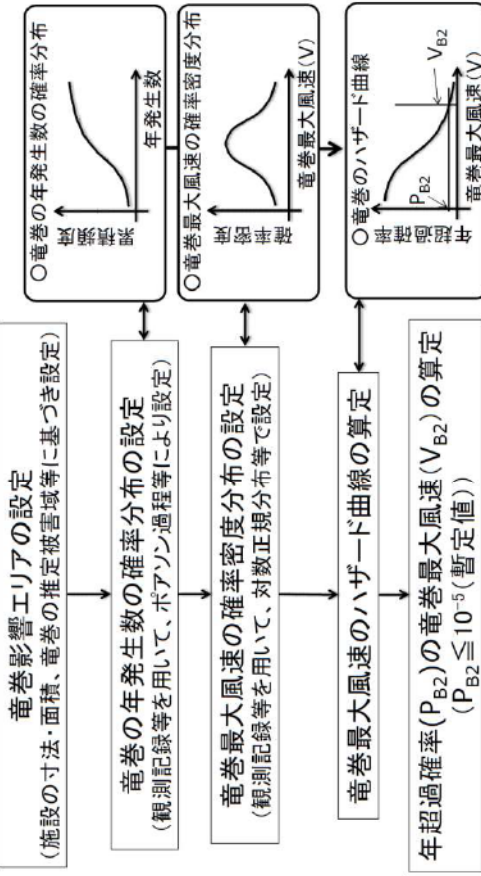 竜巻影響エリアの設定
(施設の寸法・面積、竜巻の推定被害域等に基づき設定)
竜巻の年発生数の確率分布の設定
(観測記録等を用いて、ポアソン過程等により設定)
竜巻最大風速の確率密度分布の設定
(観測記録等を用いて、対数正規分布等で設定)
竜巻最大風速のハザード曲線の算定
年超過確率(PB2)の竜巻最大風速(VB2)の算定
(PB2≦10-5(暫定値))
○竜巻の年発生数の確率分布
累積頻度
年発生数
○竜巻最大風速の確率密度分布
確率密度
竜巻最大風速(V)
○竜巻のハザード曲線
年超過確率
PB2
VB2
竜巻最大風速(V)